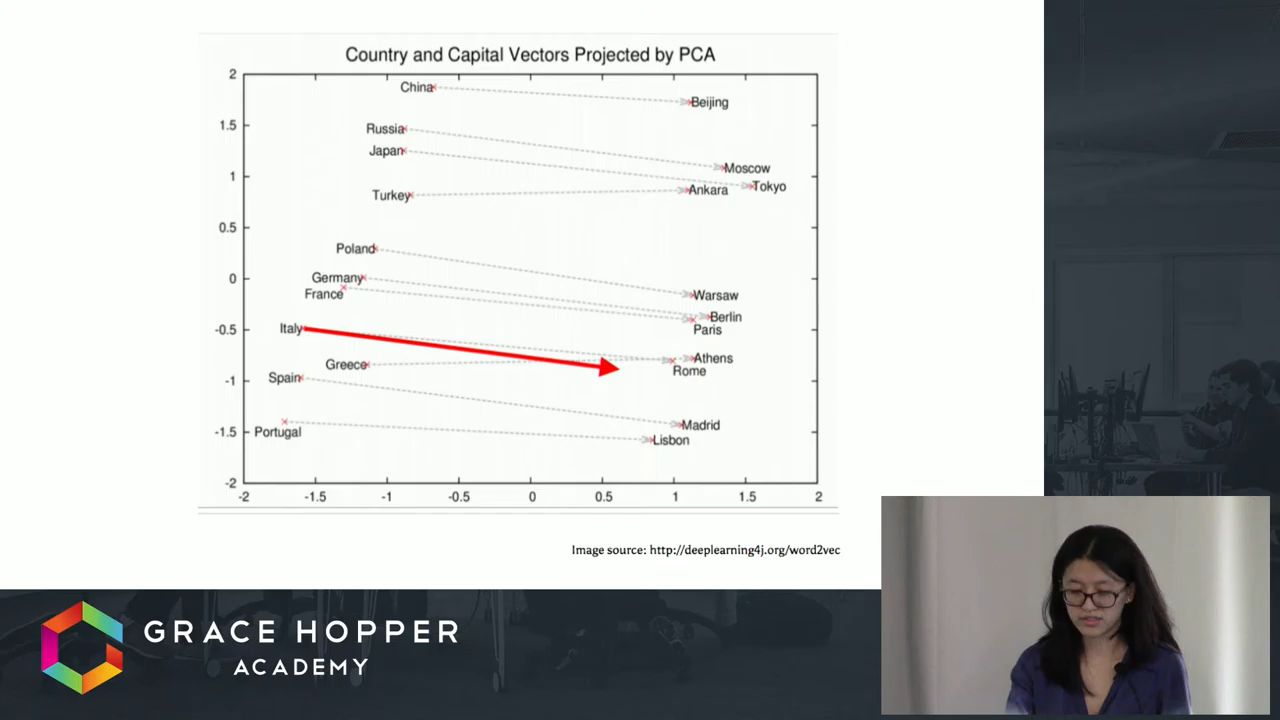 Country and Capital Vectors Projected by PCA
2
China
Beijing
1.5
Russia
Japan
Moscow
1
Tokyo
Turkey
Ankara
0.5
Poland
0
Germany
France
Warsaw
Berlin
-0.5
Italy
Paris
Athens
Greece
Rome
-1
Spain
Madrid
-1.5
Portugal
Lisbon
-2
-2 -1.5 -1 -0.5 0 0.5 1 1.5 2
Image source: http://deeplearning4j.org/word2vec
GRACE HOPPER
ACADEMY